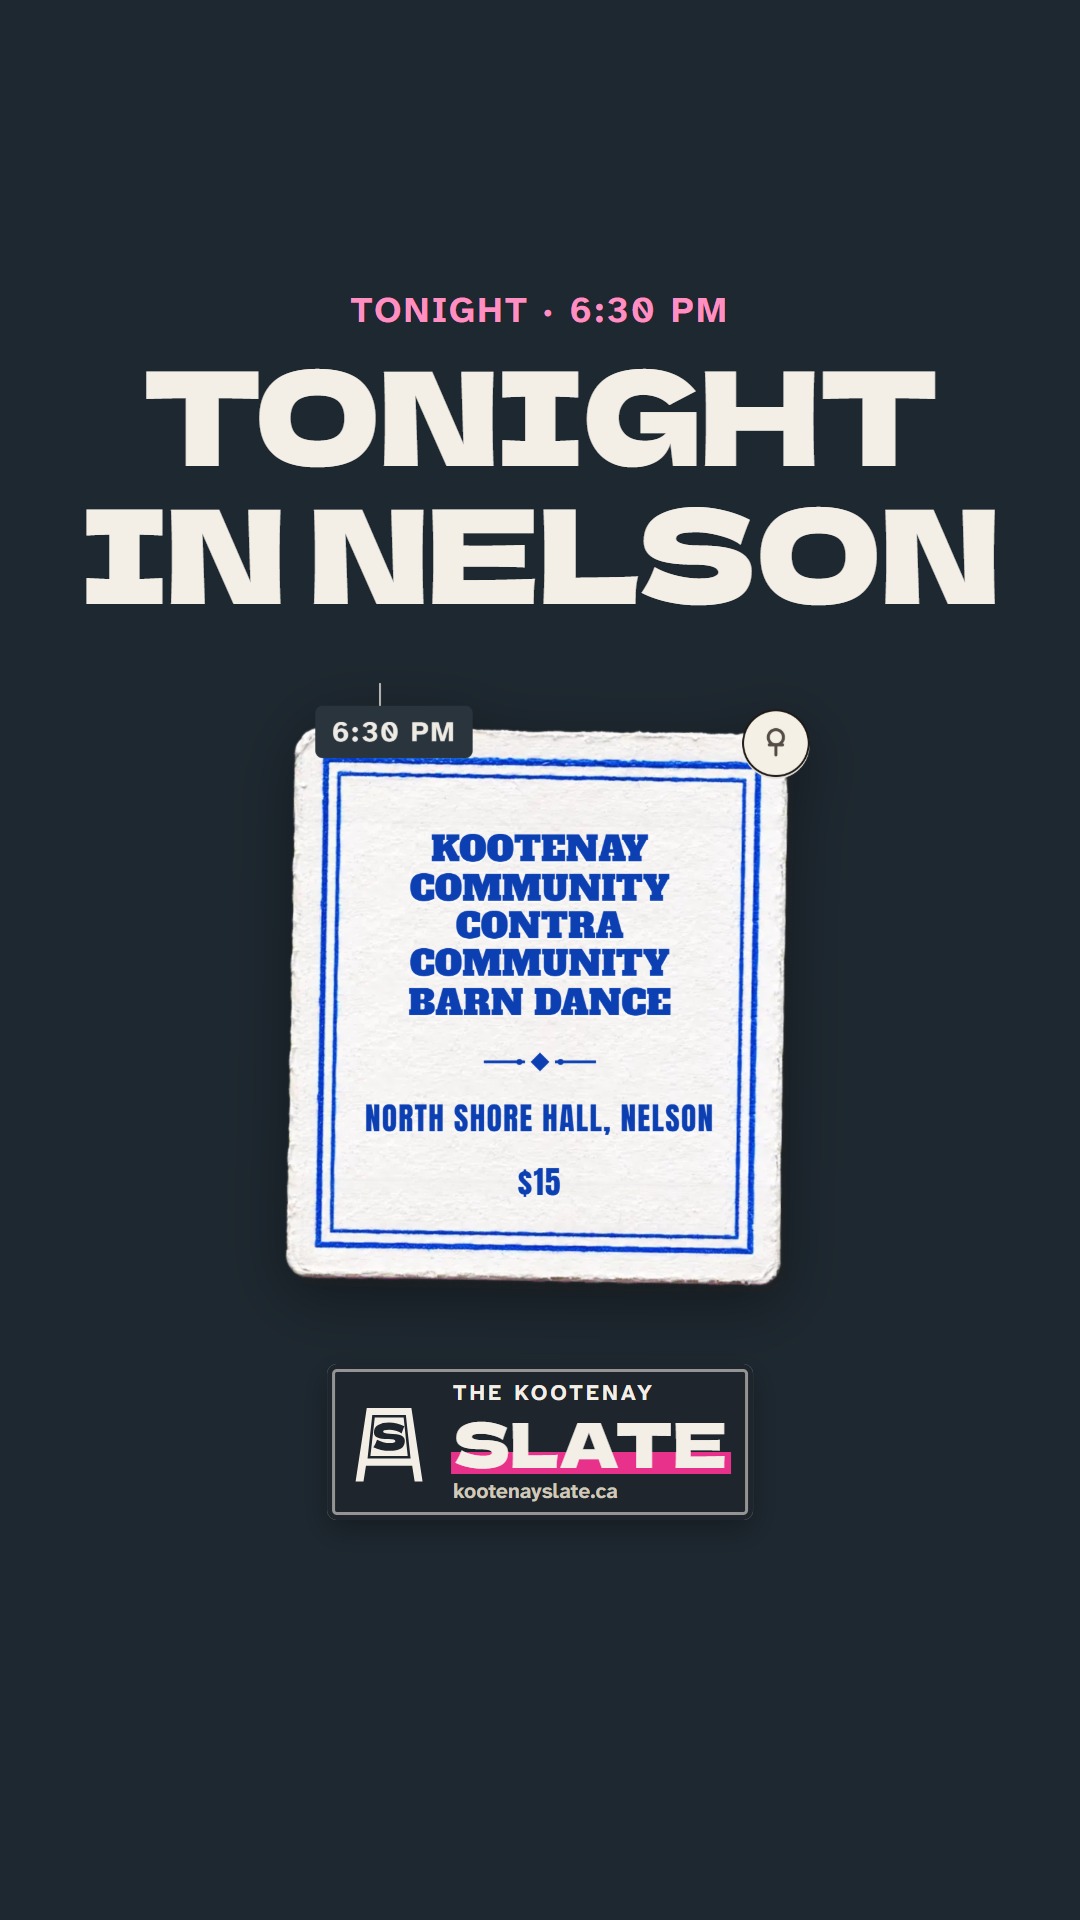 TONIGHT · 6:30 PM
TONIGHT
IN NELSON
6:30 PM
KOOTENAY
COMMUNITY
CONTRA
COMMUNITY
BARN DANCE
NORTH SHORE HALL, NELSON
$15
THE KOOTENAY
S
SLATE
kootenayslate.ca